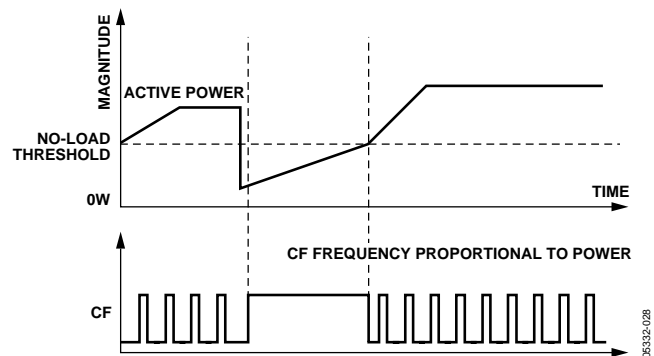 MAGNITUDE
ACTIVE POWER
NO-LOAD
THRESHOLD
0W
TIME
CF FREQUENCY PROPORTIONAL TO POWER
CF
05332-028